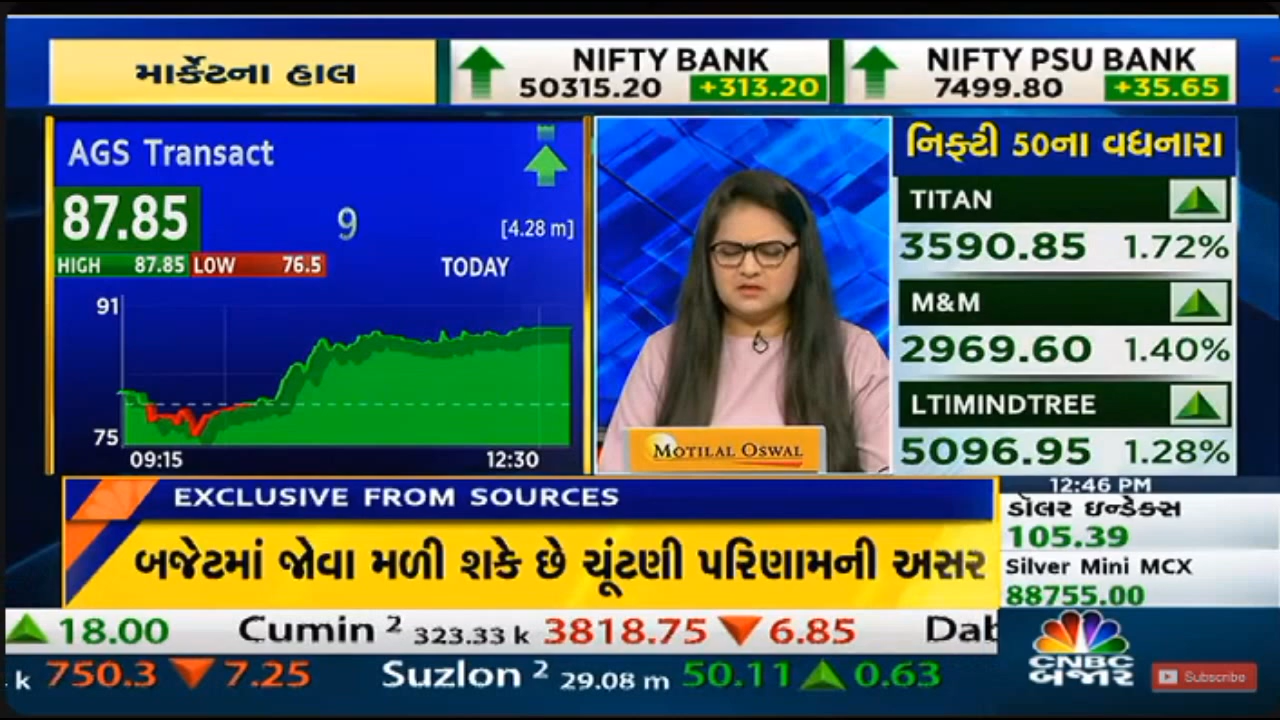 માર્કેટના હાલ
NIFTY BANK
50315.20 +313.20
NIFTY PSU BANK
7499.80 +35.65
AGS Transact
87.85
9
[4.28 m]
HIGH 87.85 LOW 76.5
TODAY
91
75
09:15 12:30
MOTILAL OSWAL
નિફ્ટી 50ના વધનારા
TITAN
3590.85 1.72%
M&M
2969.60 1.40%
LTIMINDTREE
5096.95 1.28%
EXCLUSIVE FROM SOURCES
બજેટમાં જોવા મળી શકે છે ચૂંટણી પરિણામની અસર
12:46 PM
ડૉલર ઇન્ડેક્સ
105.39
Silver Mini MCX
88755.00
18.00 Cumin 2 323.33 k 3818.75 6.85 Dab
k 750.3 7.25 Suzlon 2 29.08 m 50.11 0.63
CNBC
બજાર
Subscribe